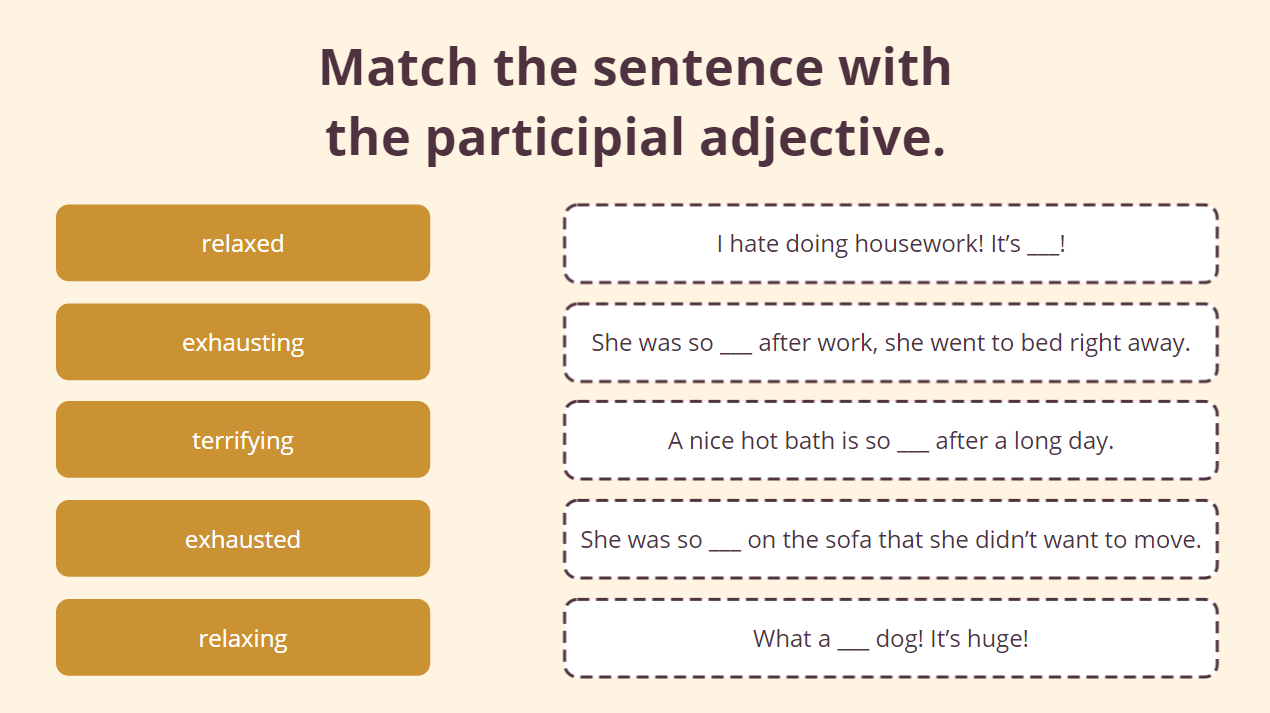 Match the sentence with
the participial adjective.
relaxed
I hate doing housework! It’s ___!
exhausting
She was so ___ after work, she went to bed right away.
terrifying
A nice hot bath is so ___ after a long day.
exhausted
She was so ___ on the sofa that she didn’t want to move.
relaxing
What a ___ dog! It’s huge!